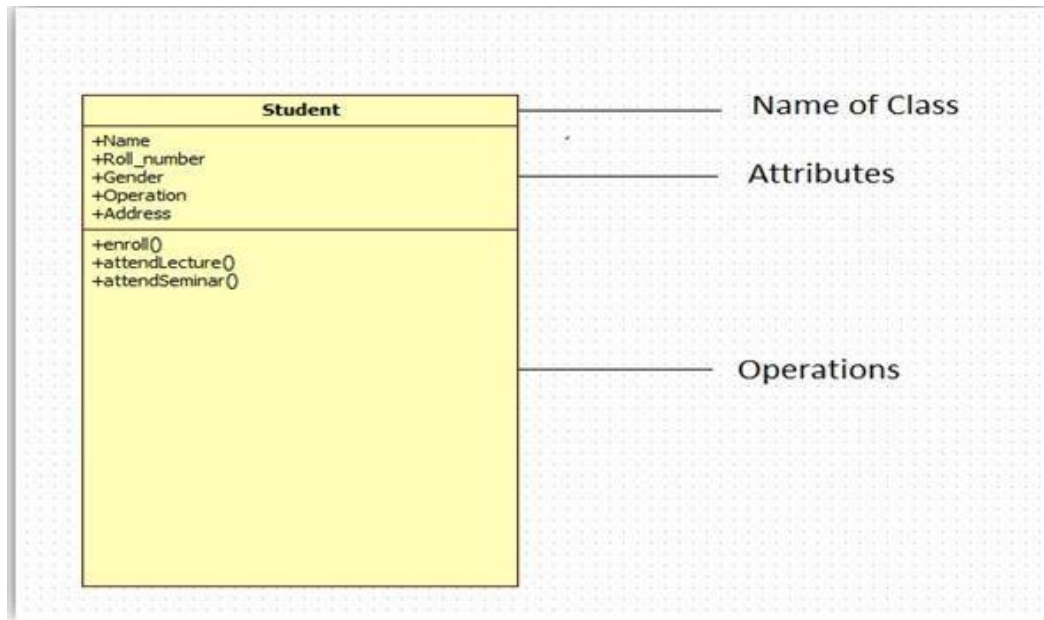 Student
+Name
+Roll_number
+Gender
+Operation
+Address
+enroll()
+attendLecture()
+attendSeminar()
Name of Class
Attributes
Operations